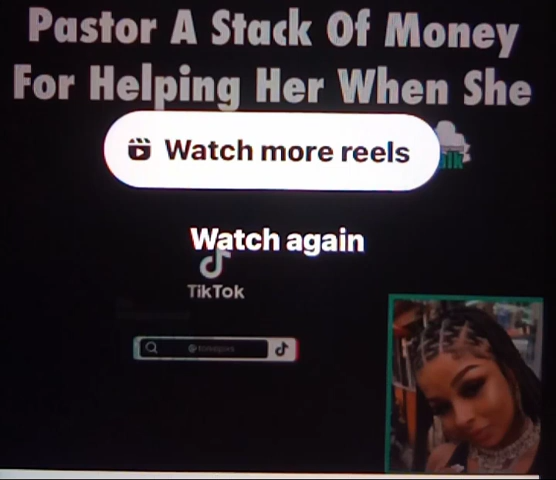 Pastor A Stack Of Money
For Helping Her When She
Watch more reels
Watch again
TikTok